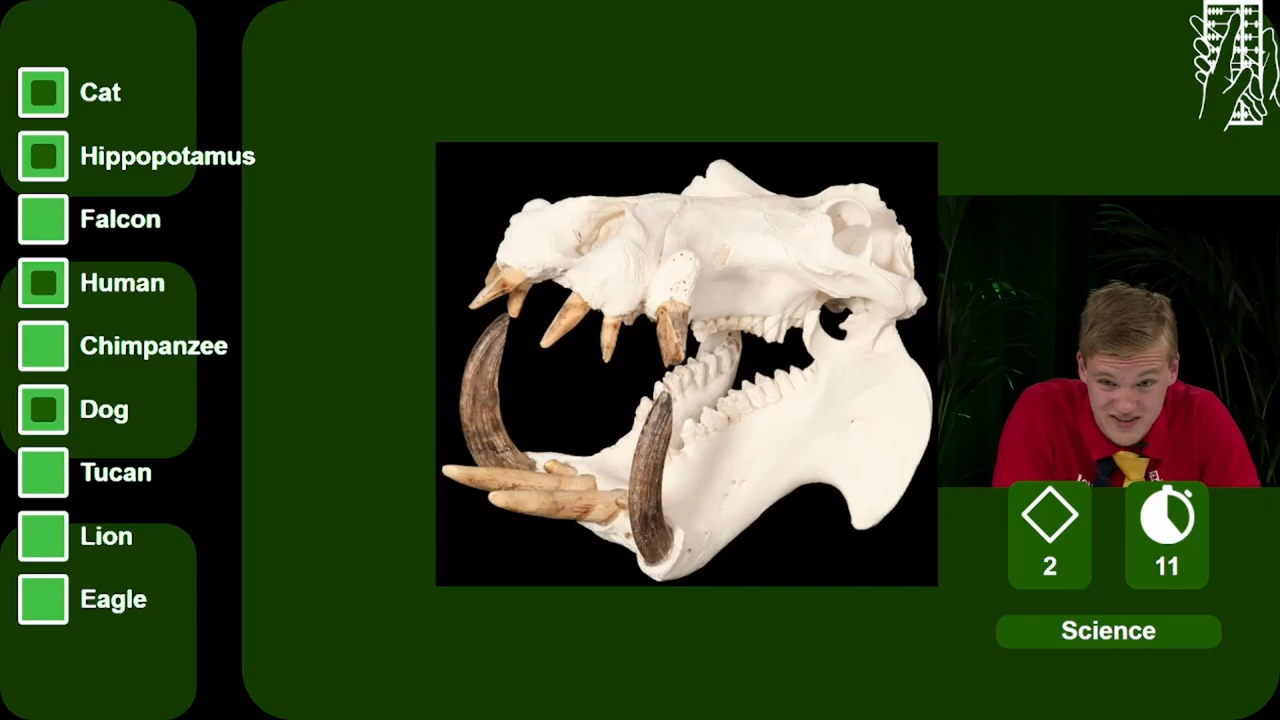 Cat
Hippopotamus
Falcon
Human
Chimpanzee
Dog
Tucan
Lion
Eagle
2
11
Science